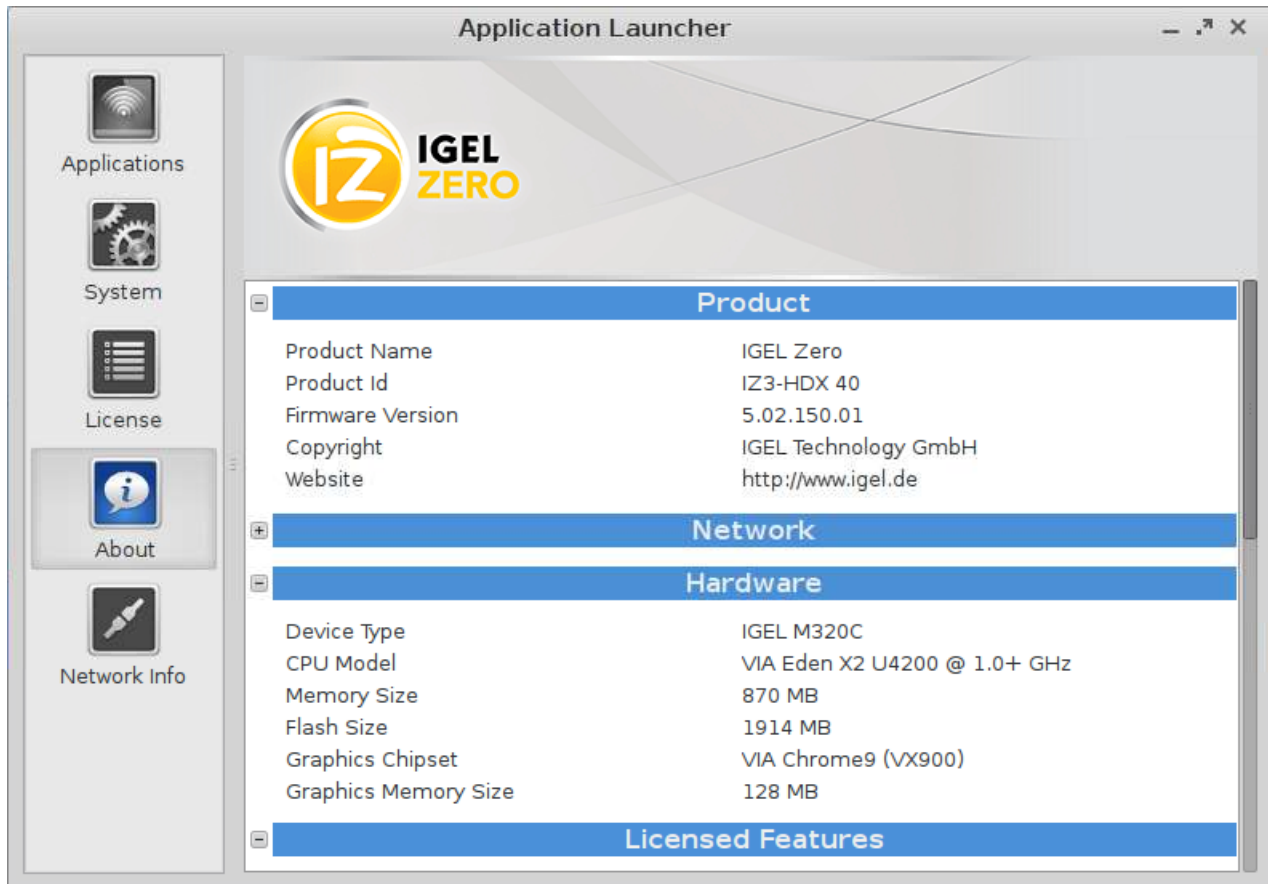 Application Launcher
Applications
System
License
About
Network Info
IZ IGEL
ZERO
Product
Product Name IGEL Zero
Product Id IZ3-HDX 40
Firmware Version 5.02.150.01
Copyright IGEL Technology GmbH
Website http://www.igel.de
Network
Hardware
Device Type IGEL M320C
CPU Model VIA Eden X2 U4200 @ 1.0+ GHz
Memory Size 870 MB
Flash Size 1914 MB
Graphics Chipset VIA Chrome9 (VX900)
Graphics Memory Size 128 MB
Licensed Features